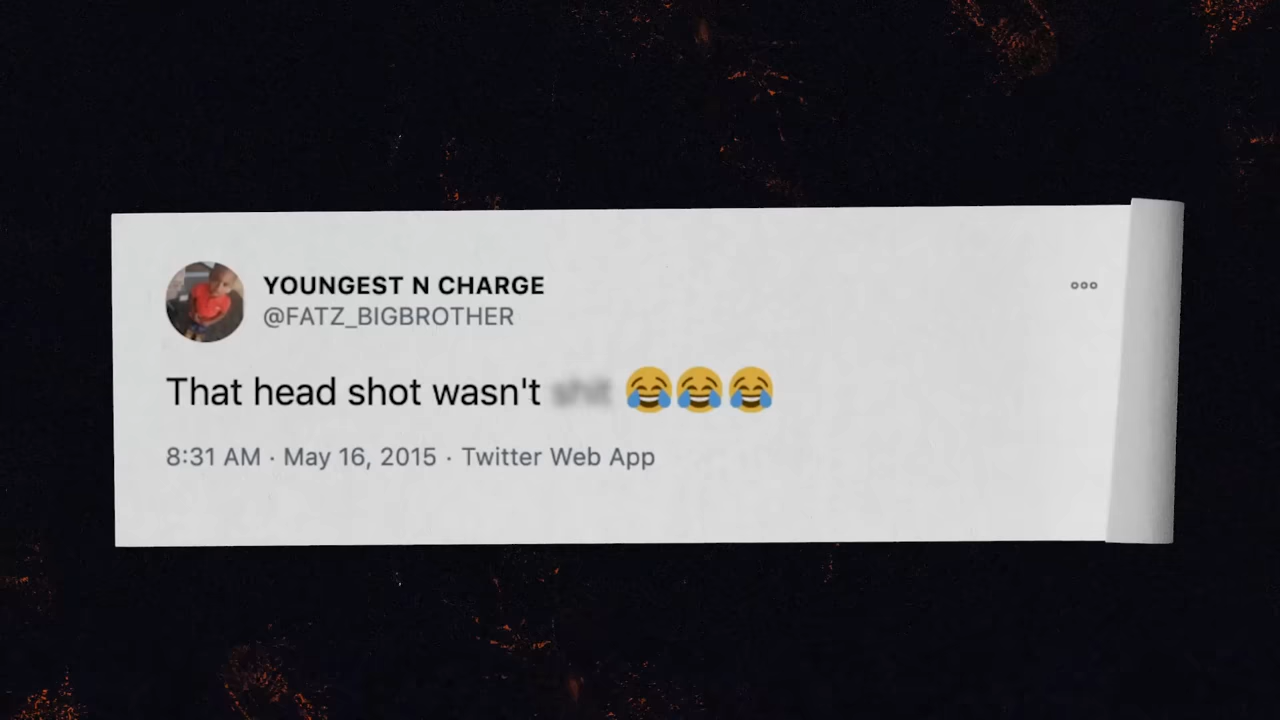 YOUNGEST N CHARGE
@FATZ_BIGBROTHER
That head shot wasn't 😂😂😂
8:31 AM · May 16, 2015 · Twitter Web App